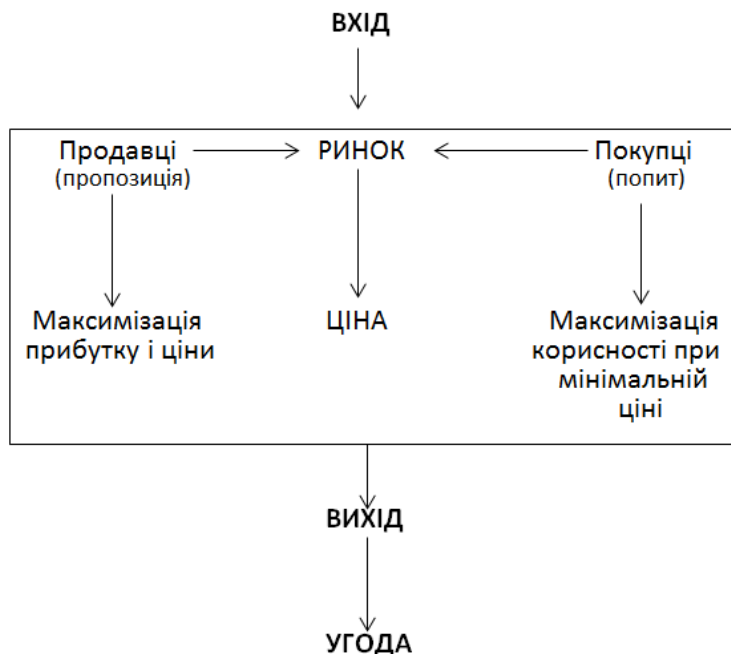 ВХІД
Продавці
(пропозиція)
РИНОК
Покупці
(попит)
Максимізація
прибутку і ціни
ЦІНА
Максимізація
корисності при
мінімальній
ціні
ВИХІД
УГОДА